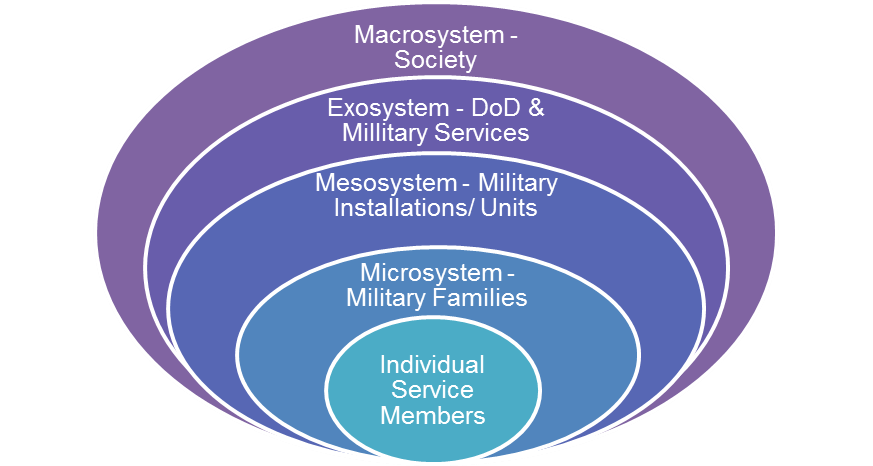 Macrosystem -
Society
Exosystem - DoD &
Millitary Services
Mesosystem - Military
Installations/ Units
Microsystem -
Military Families
Individual
Service
Members